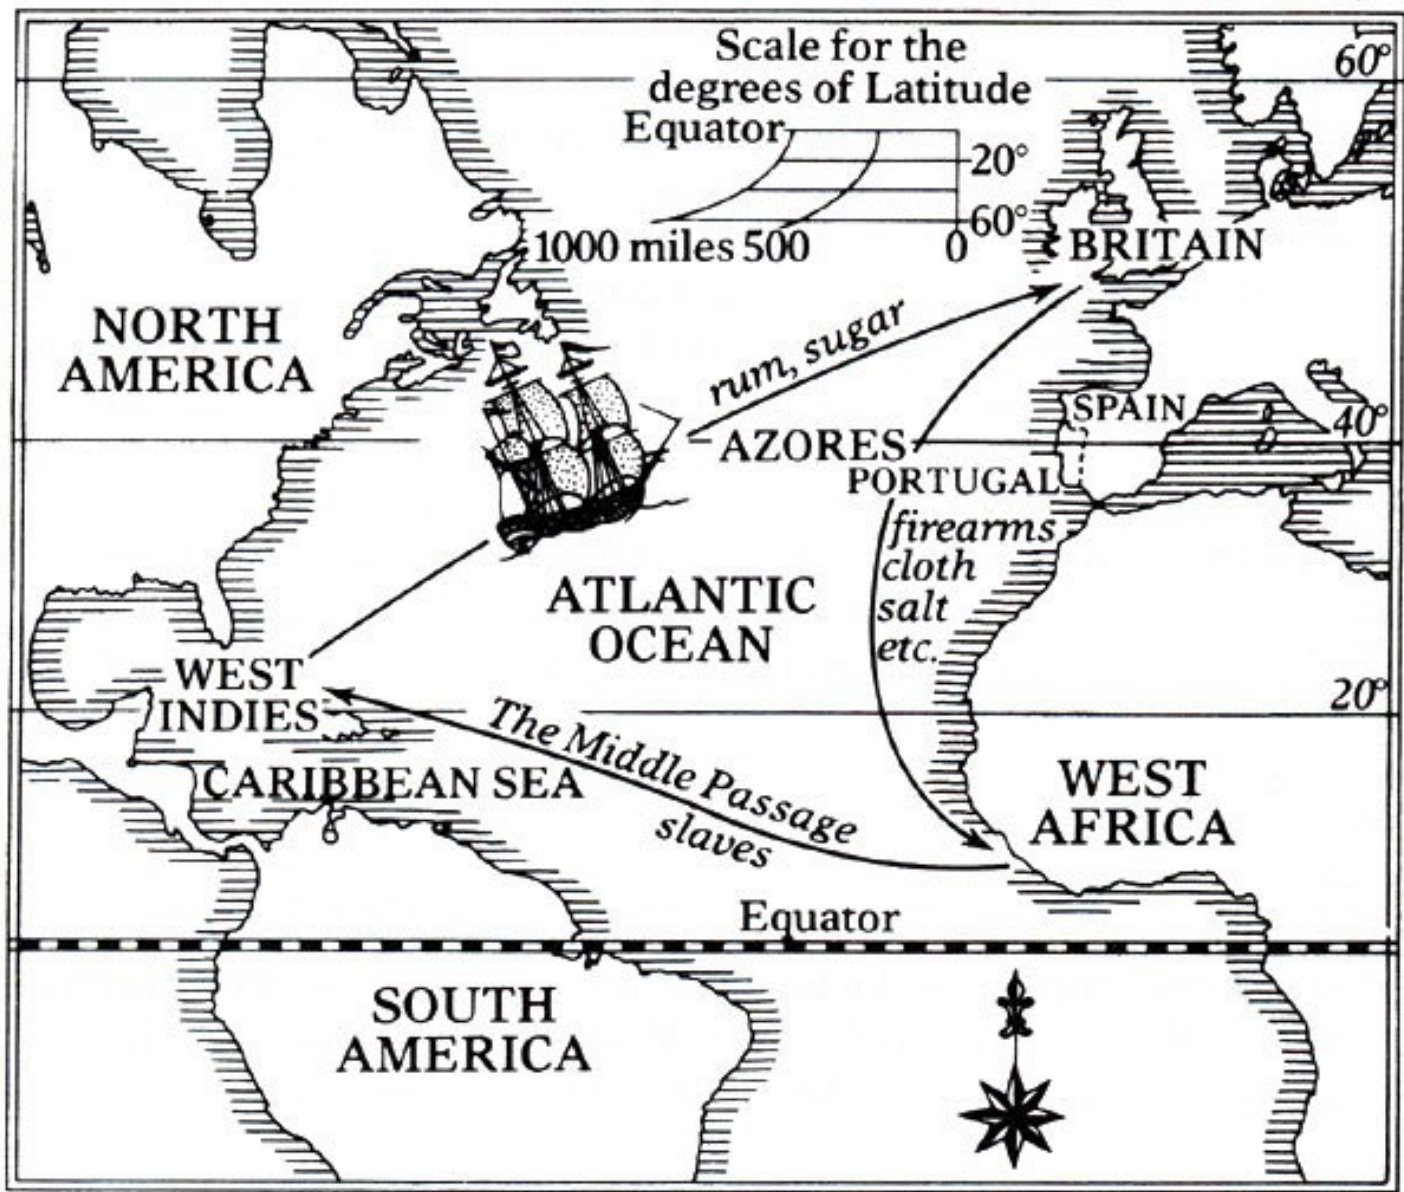 Scale for the
degrees of Latitude
Equator
20°
60°
1000 miles 500 0
60°
BRITAIN
NORTH
AMERICA
rum, sugar
SPAIN
40°
AZORES
PORTUGAL
firearms
cloth
salt
etc.
ATLANTIC
OCEAN
WEST
INDIES
20°
The Middle Passage
slaves
CARIBBEAN SEA
WEST
AFRICA
Equator
SOUTH
AMERICA